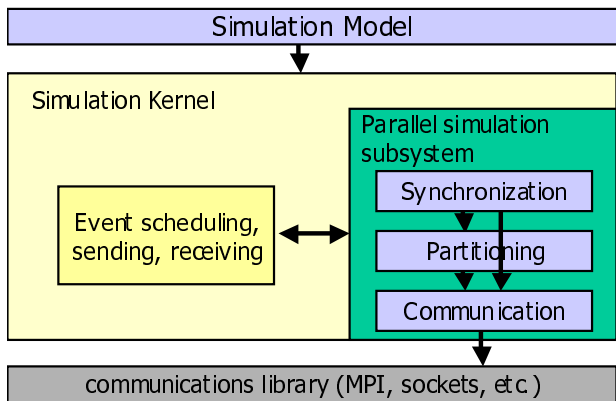 Simulation Model
Simulation Kernel
Parallel simulation
subsystem
Synchronization
Event scheduling,
sending, receiving
Partitioning
Communication
communications library (MPI, sockets, etc.)